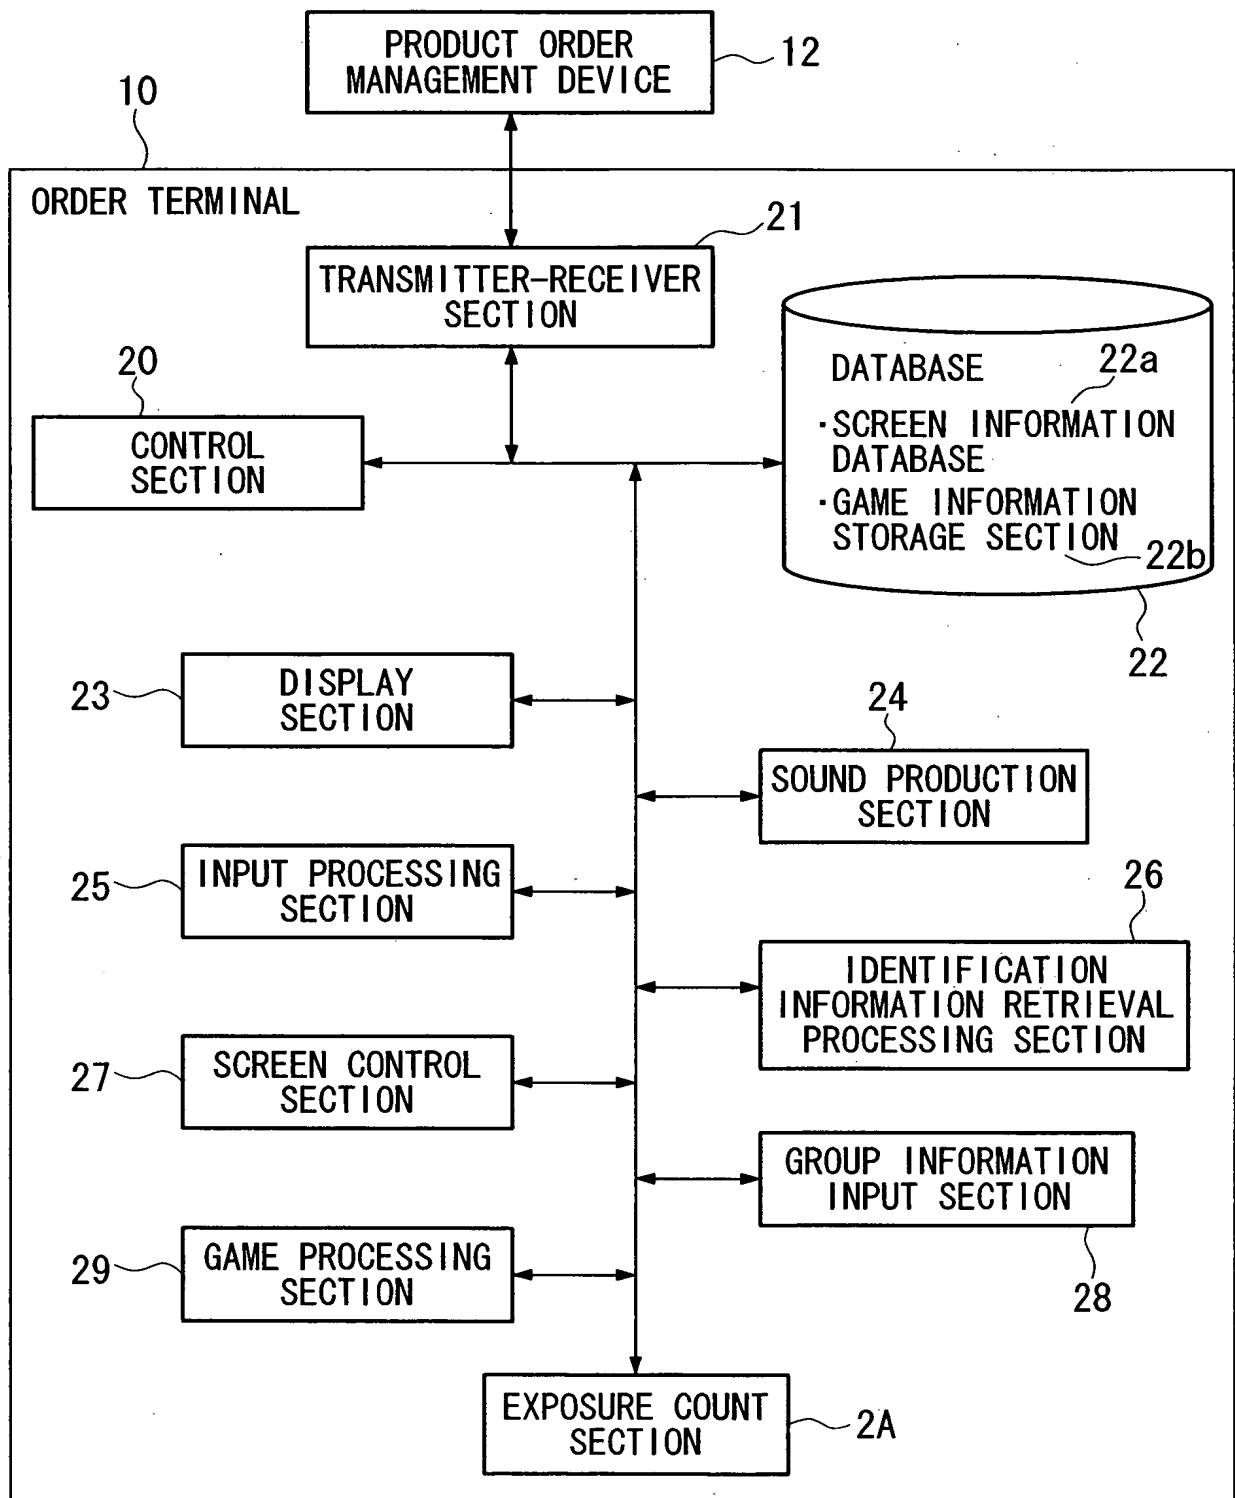 PRODUCT ORDER
MANAGEMENT DEVICE
12
10
ORDER TERMINAL
21
TRANSMITTER-RECEIVER
SECTION
20
CONTROL
SECTION
DATABASE
22a
・SCREEN INFORMATION
DATABASE
・GAME INFORMATION
STORAGE SECTION
22b
22
23
DISPLAY
SECTION
24
SOUND PRODUCTION
SECTION
25
INPUT PROCESSING
SECTION
26
IDENTIFICATION
INFORMATION RETRIEVAL
PROCESSING SECTION
27
SCREEN CONTROL
SECTION
GROUP INFORMATION
INPUT SECTION
28
29
GAME PROCESSING
SECTION
EXPOSURE COUNT
SECTION
2A